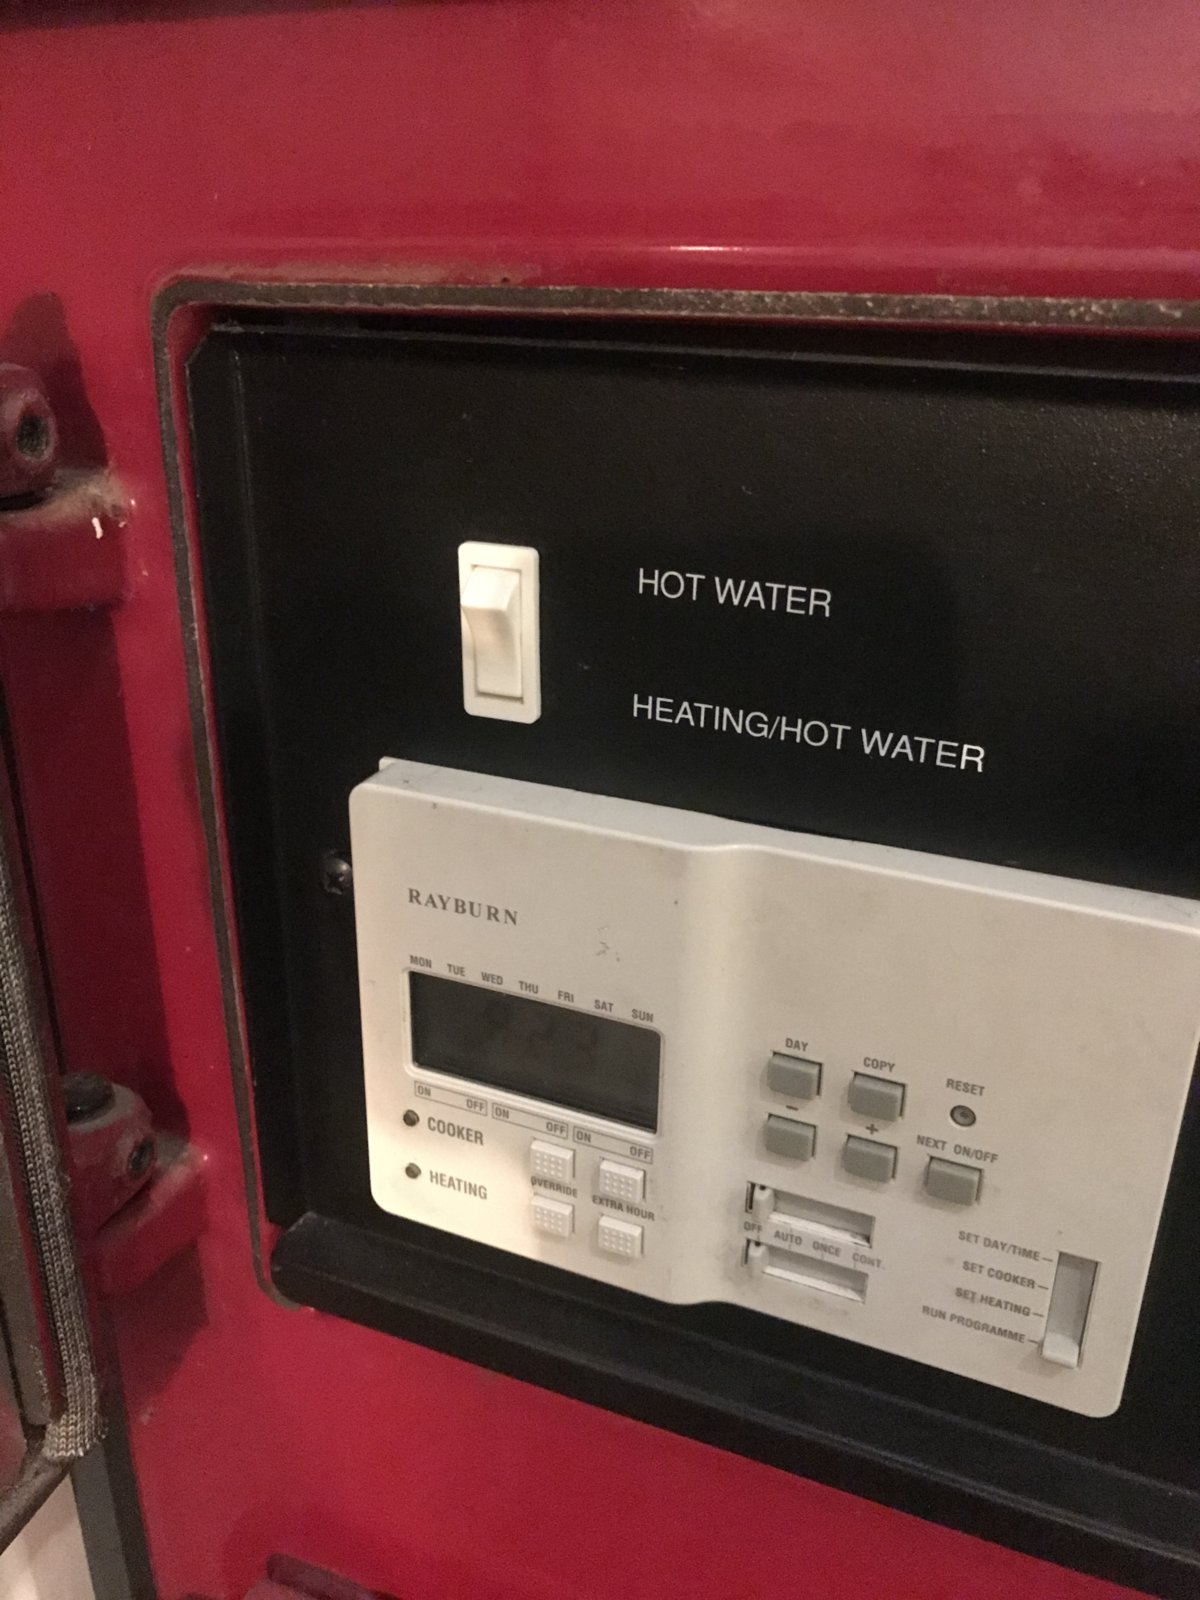 HOT WATER
HEATING/HOT WATER
RAYBURN
MON TUE WED THU FRI SAT SUN
ON OFF ON OFF ON OFF
COOKER
HEATING
OVERRIDE
EXTRA HOUR
DAY
COPY
RESET
- +
NEXT ON/OFF
OFF AUTO ONCE CONT.
SET DAY/TIME
SET COOKER
SET HEATING
RUN PROGRAMME